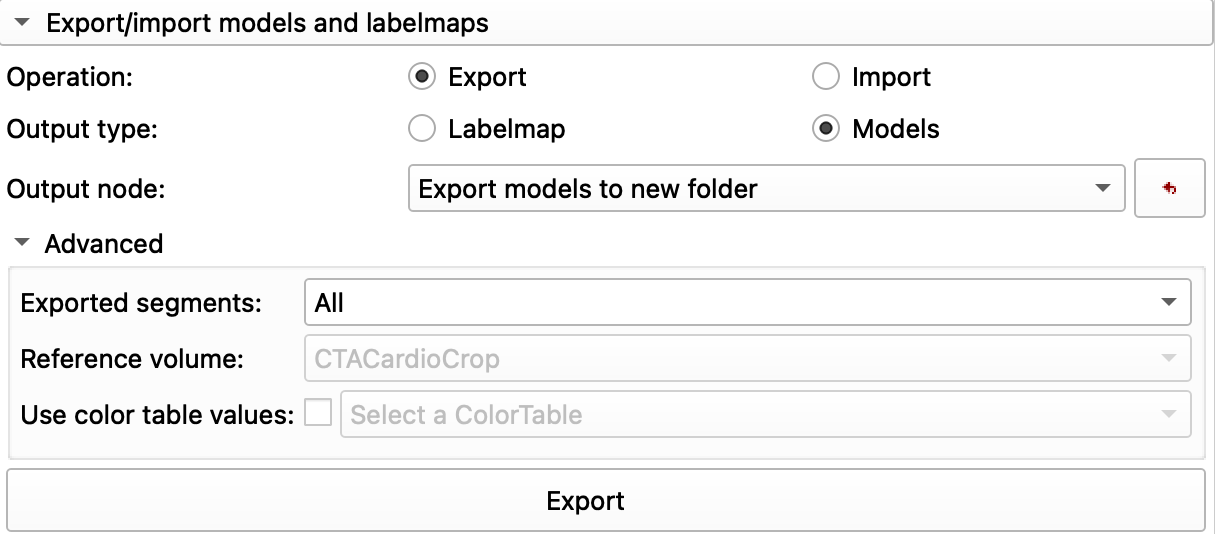 Export/import models and labelmaps
Operation: Export Import
Output type: Labelmap Models
Output node: Export models to new folder
Advanced
Exported segments: All
Reference volume: CTACardioCrop
Use color table values: Select a ColorTable
Export